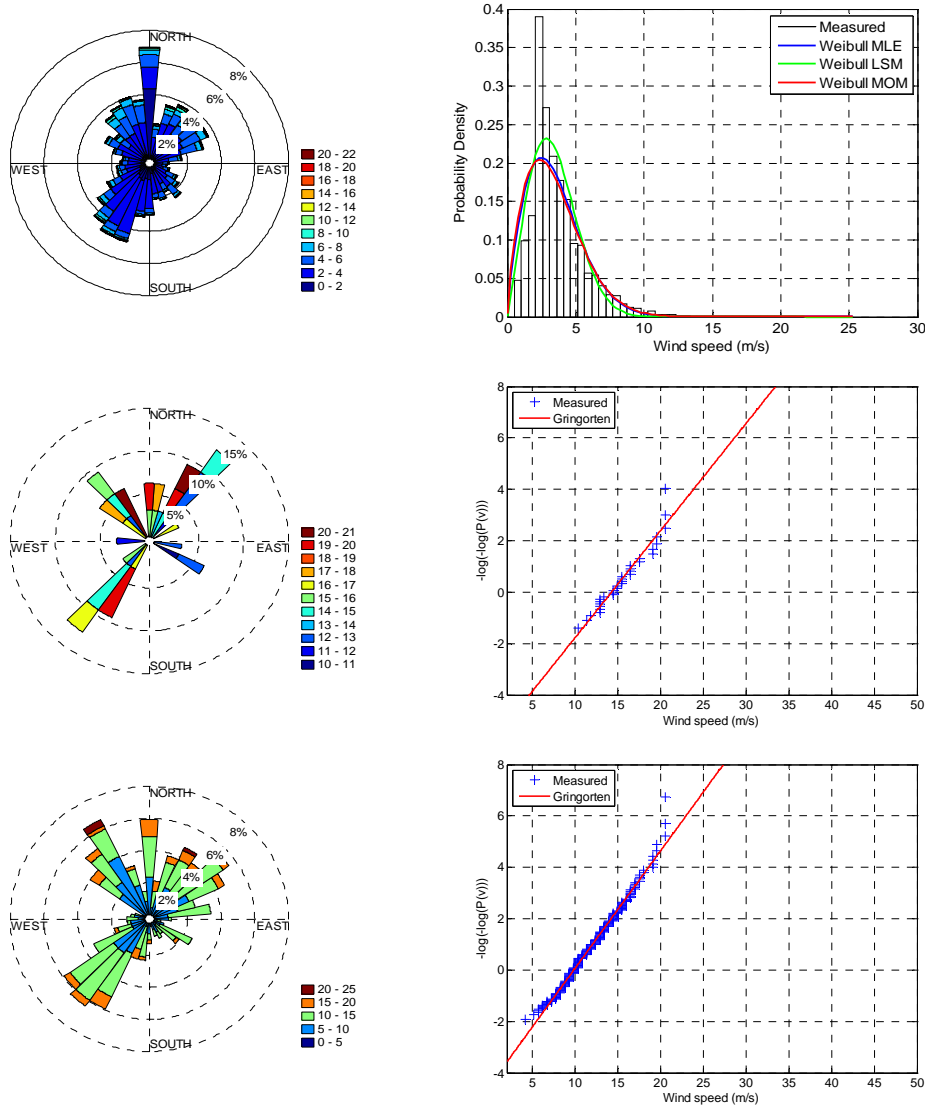 NORTH
8%
6%
4%
2%
WEST
EAST
SOUTH
20 - 22
18 - 20
16 - 18
14 - 16
12 - 14
10 - 12
8 - 10
6 - 8
4 - 6
2 - 4
0 - 2
0.4
0.35
0.3
0.25
0.2
0.15
0.1
0.05
0
Probability Density
Measured
Weibull MLE
Weibull LSM
Weibull MOM
0 5 10 15 20 25 30
Wind speed (m/s)
NORTH
15%
10%
5%
WEST
EAST
SOUTH
20 - 21
19 - 20
18 - 19
17 - 18
16 - 17
15 - 16
14 - 15
13 - 14
12 - 13
11 - 12
10 - 11
8
6
4
2
0
-2
-4
-log(-log(P(v)))
Measured
Gringorten
5 10 15 20 25 30 35 40 45 50
Wind speed (m/s)
NORTH
8%
6%
4%
2%
WEST
EAST
SOUTH
20 - 25
15 - 20
10 - 15
5 - 10
0 - 5
8
6
4
2
0
-2
-4
-log(-log(P(v)))
Measured
Gringorten
5 10 15 20 25 30 35 40 45 50
Wind speed (m/s)